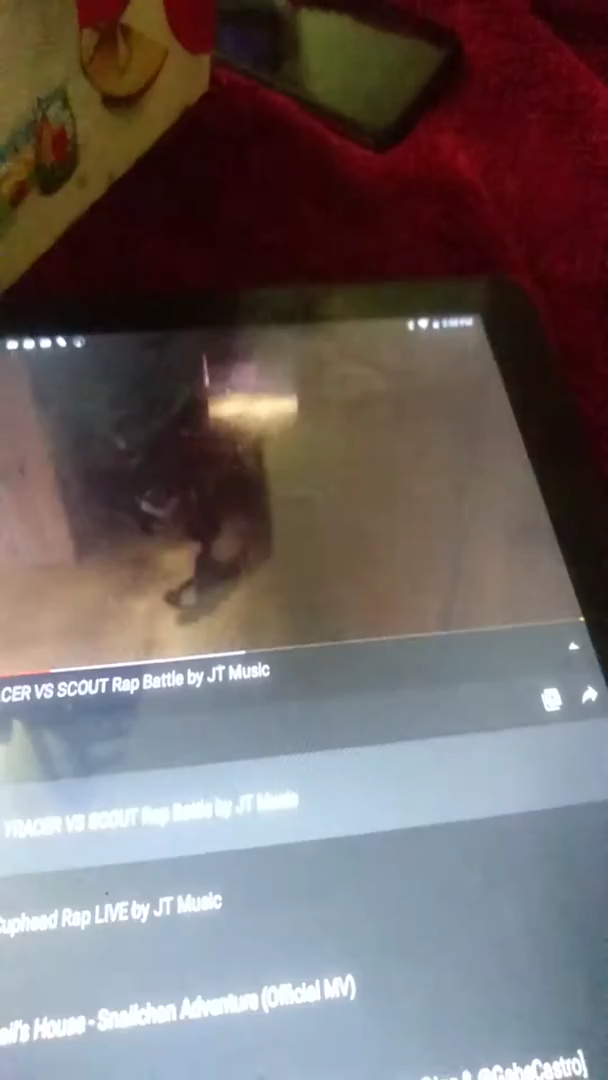 CER VS SCOUT Rap Battle by JT Music
TRACER VS SCOUT Rap Battle by JT Music
Cuphead Rap LIVE by JT Music
ail's House - Snailchan Adventure (Official MV)
& @GabeCastro]